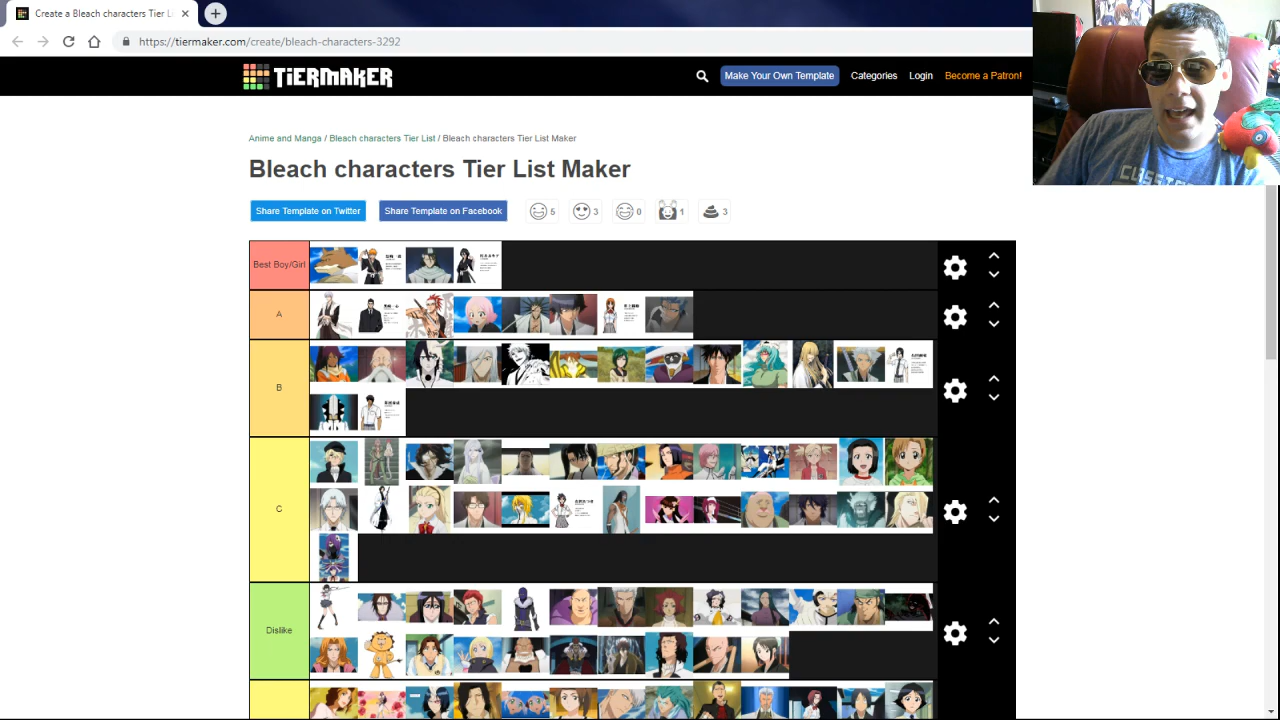 Create a Bleach characters Tier Li
https://tiermaker.com/create/bleach-characters-3292
TiERMAKER
Make Your Own Template
Categories
Login
Become a Patron!
Anime and Manga / Bleach characters Tier List / Bleach characters Tier List Maker
Bleach characters Tier List Maker
Share Template on Twitter
Share Template on Facebook
5
3
0
1
3
Best Boy/Girl
A
B
C
Dislike